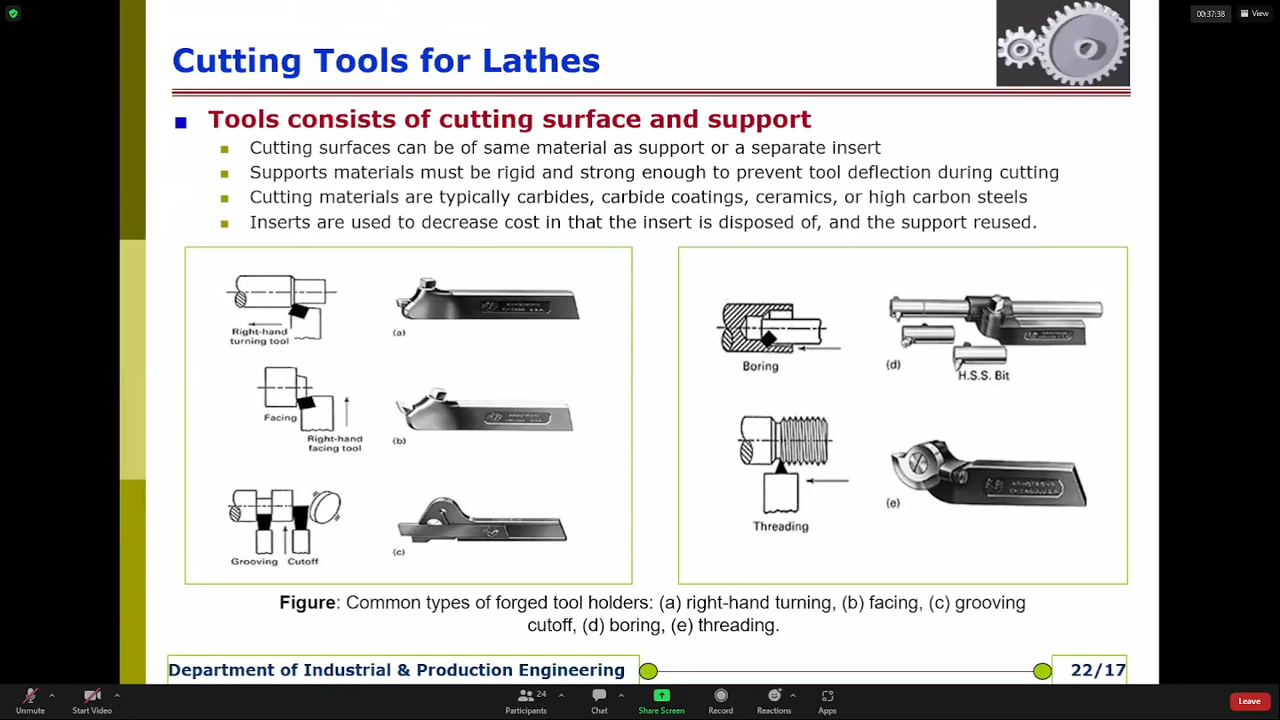 00:37:38
View
Cutting Tools for Lathes
Tools consists of cutting surface and support
Cutting surfaces can be of same material as support or a separate insert
Supports materials must be rigid and strong enough to prevent tool deflection during cutting
Cutting materials are typically carbides, carbide coatings, ceramics, or high carbon steels
Inserts are used to decrease cost in that the insert is disposed of, and the support reused.
Right-hand
turning tool
(a)
Facing
Right-hand
facing tool
(b)
Grooving
Cutoff
(c)
Boring
(d)
H.S.S. Bit
Threading
(e)
Figure: Common types of forged tool holders: (a) right-hand turning, (b) facing, (c) grooving
cutoff, (d) boring, (e) threading.
Department of Industrial & Production Engineering
22/17
Unmute
Start Video
24
Participants
Chat
Share Screen
Record
Reactions
Apps
Leave